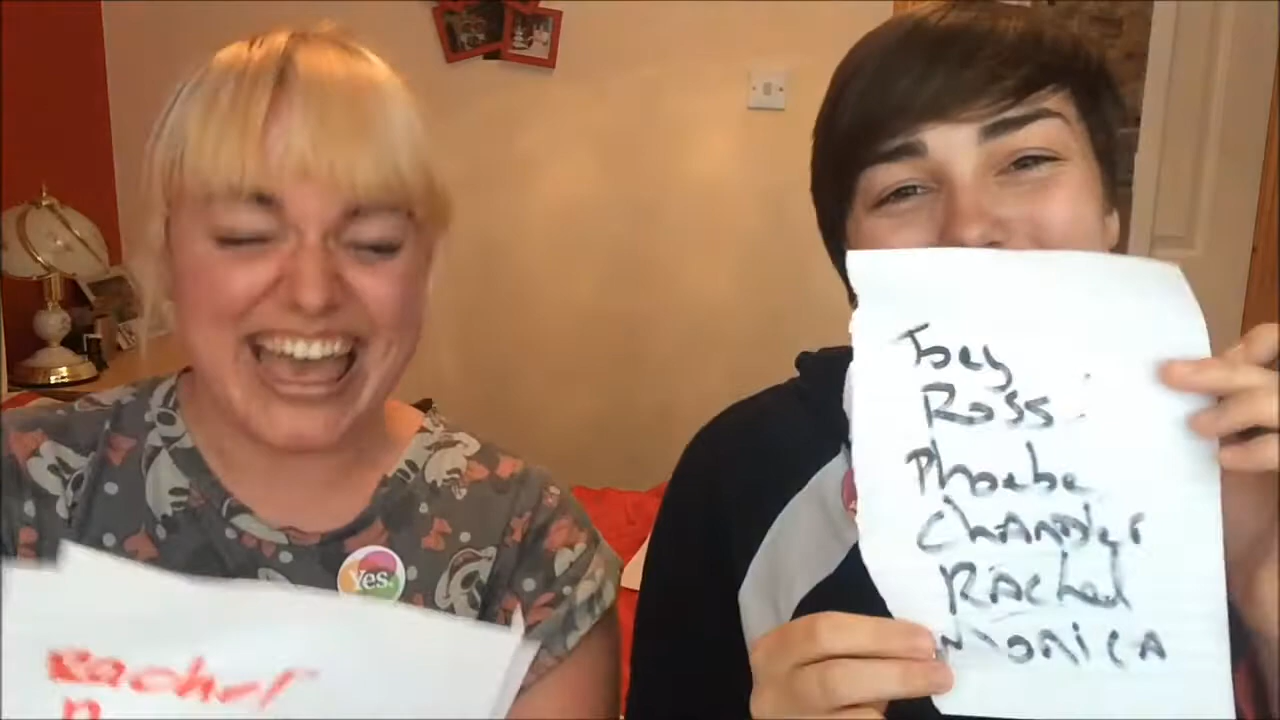 Joey
Ross
Phoebe
Chandler
Rachel
Monica
Yes.
Rachel